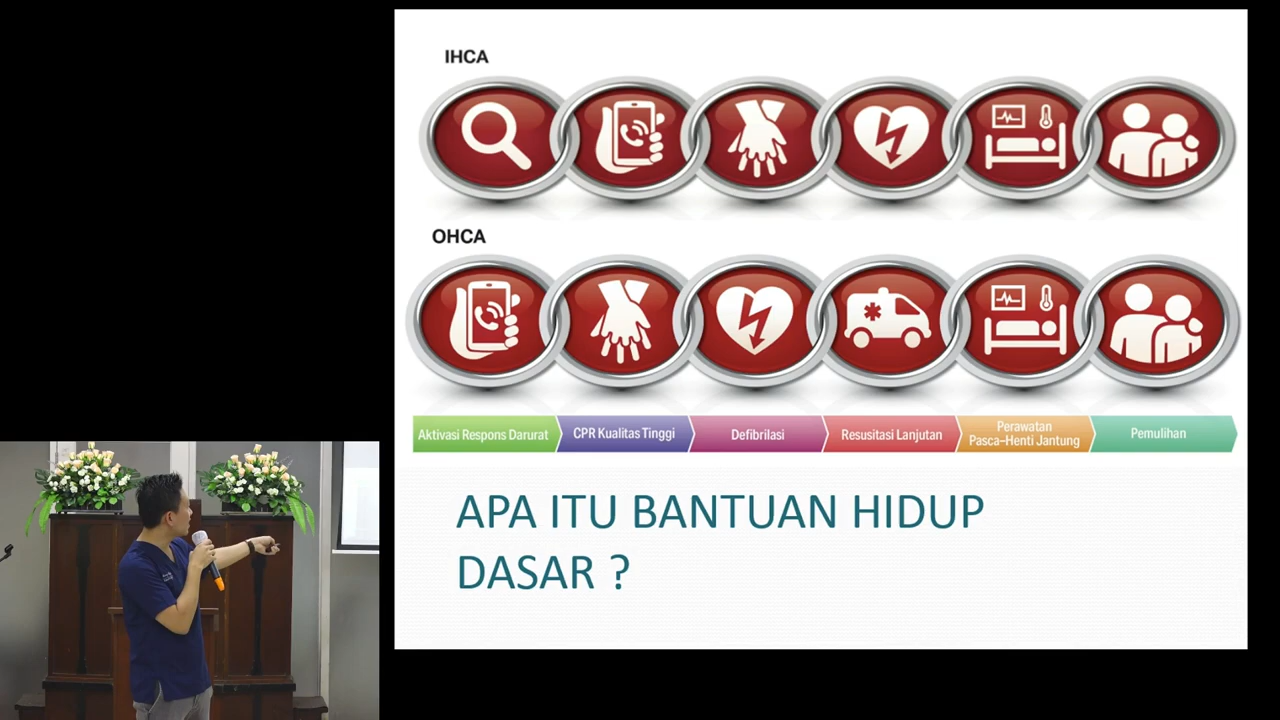 IHCA
OHCA
Aktivasi Respons Darurat
CPR Kualitas Tinggi
Defibrilasi
Resusitasi Lanjutan
Perawatan
Pasca-Henti Jantung
Pemulihan
APA ITU BANTUAN HIDUP
DASAR ?